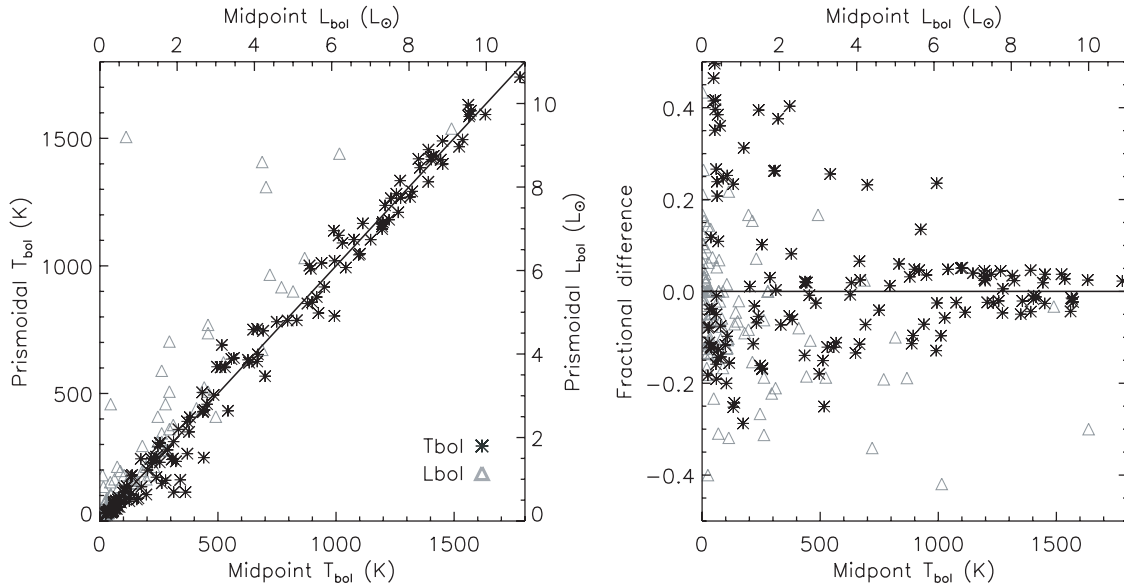 Midpoint L_bol (L_⊙)
0 2 4 6 8 10
Prismoidal T_bol (K)
1500
1000
500
0
10
8
6
4
2
0
Prismoidal L_bol (L_⊙)
Tbol
Lbol
0 500 1000 1500
Midpoint T_bol (K)
Midpoint L_bol (L_⊙)
0 2 4 6 8 10
Fractional difference
0.4
0.2
0.0
−0.2
−0.4
0 500 1000 1500
Midpoint T_bol (K)